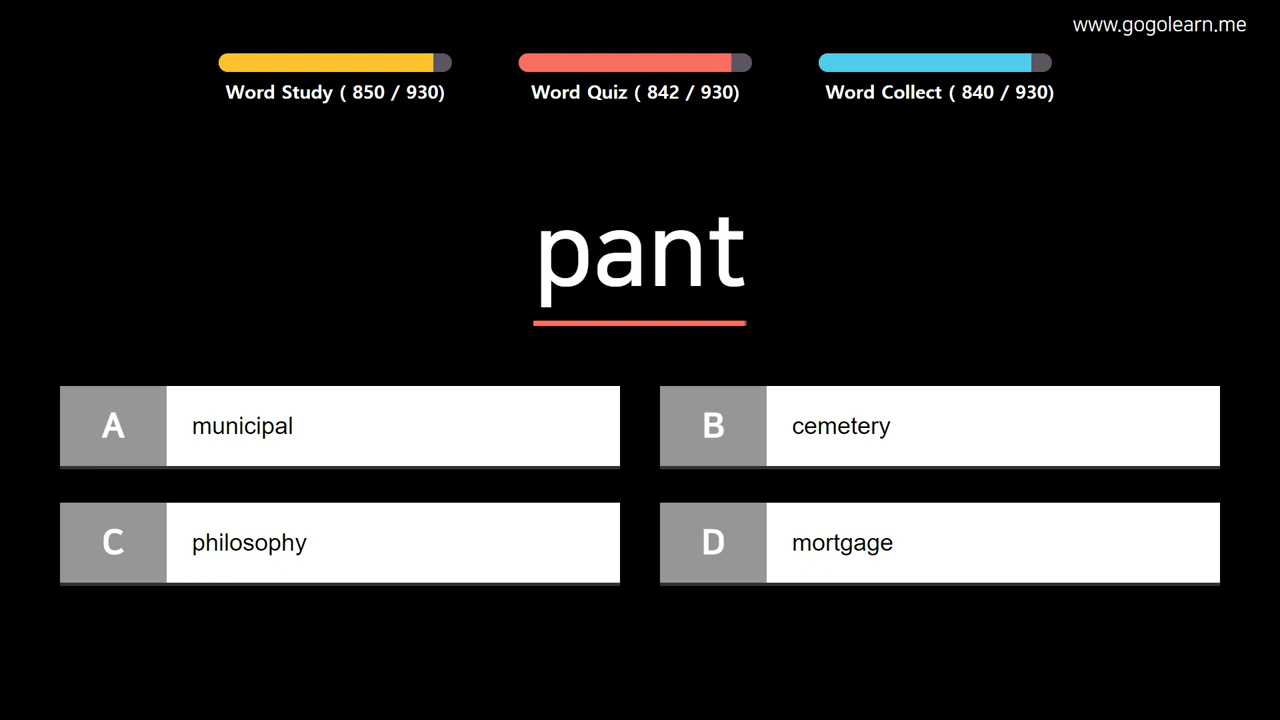 www.gogolearn.me
Word Study ( 850 / 930)
Word Quiz ( 842 / 930)
Word Collect ( 840 / 930)
pant
A municipal
B cemetery
C philosophy
D mortgage